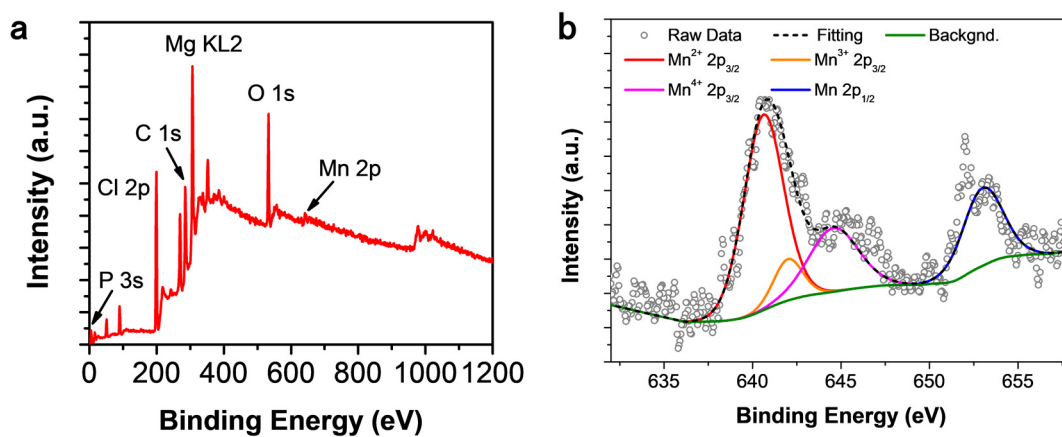 a
Mg KL2
O 1s
C 1s
Mn 2p
Cl 2p
P 3s
Intensity (a.u.)
0 200 400 600 800 1000 1200
Binding Energy (eV)
b
Raw Data Fitting Backgnd.
Mn²⁺ 2p₃/₂ Mn³⁺ 2p₃/₂
Mn⁴⁺ 2p₃/₂ Mn 2p₁/₂
Intensity (a.u.)
635 640 645 650 655
Binding Energy (eV)